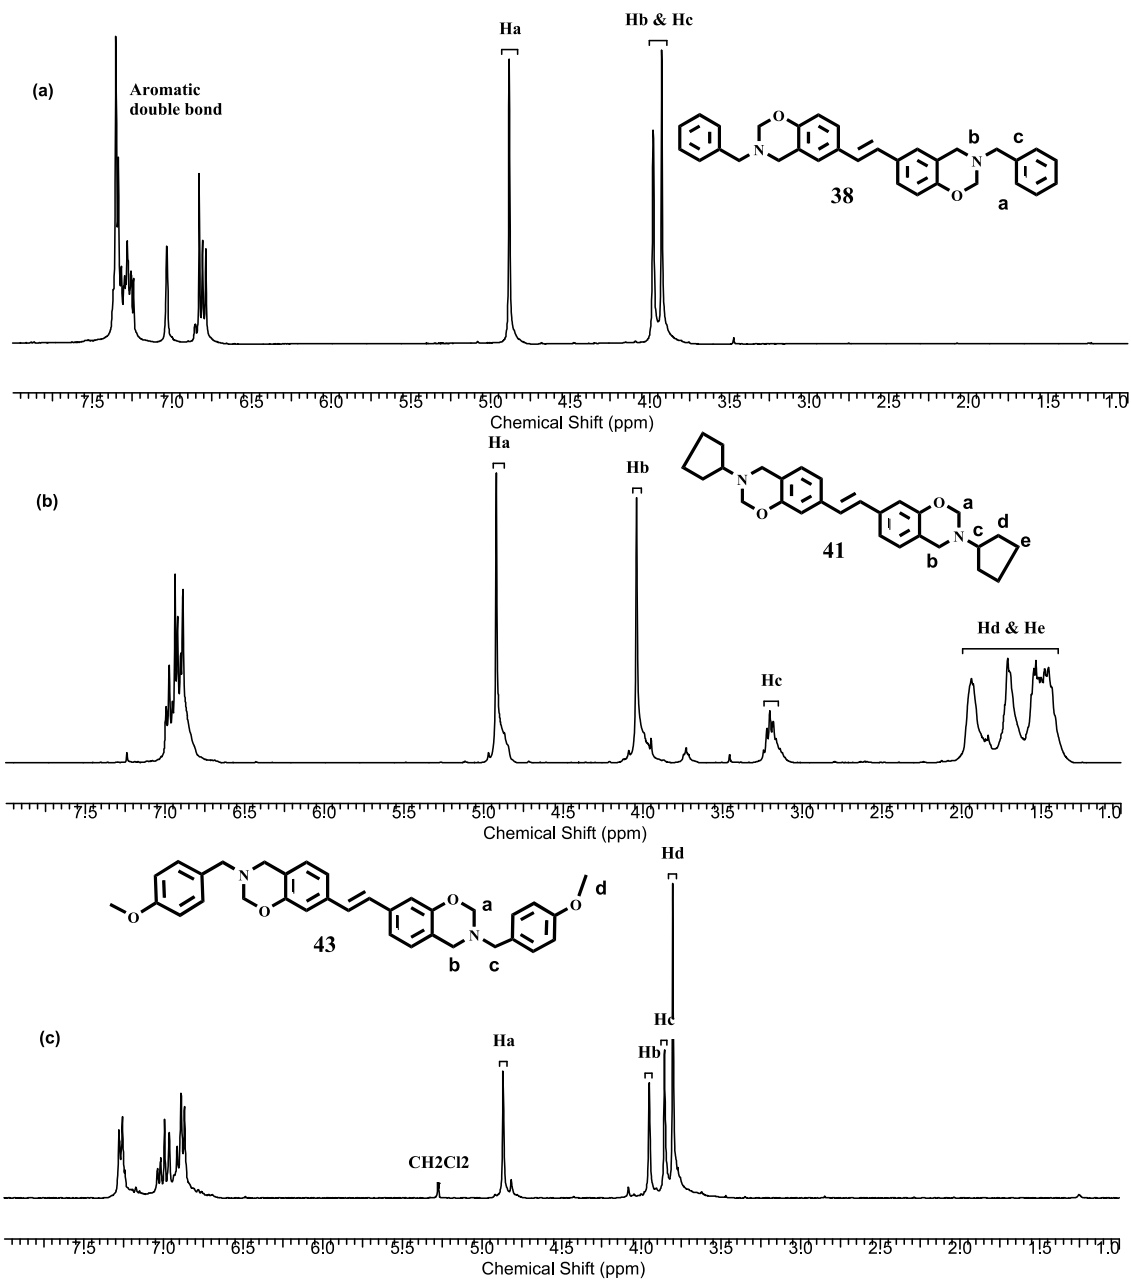 Ha
Hb & Hc
(a)
Aromatic
double bond
O
N
b
c
N
O
a
38
7.5 7.0 6.5 6.0 5.5 5.0 4.5 4.0 3.5 3.0 2.5 2.0 1.5 1.0
Chemical Shift (ppm)
Ha
Hb
(b)
N
O
O
a
d
c
e
N
b
41
Hd & He
Hc
7.5 7.0 6.5 6.0 5.5 5.0 4.5 4.0 3.5 3.0 2.5 2.0 1.5 1.0
Chemical Shift (ppm)
Hd
N
O
O
O
a
N
O
d
43
b
c
(c)
Hc
Ha
Hb
CH2Cl2
7.5 7.0 6.5 6.0 5.5 5.0 4.5 4.0 3.5 3.0 2.5 2.0 1.5 1.0
Chemical Shift (ppm)